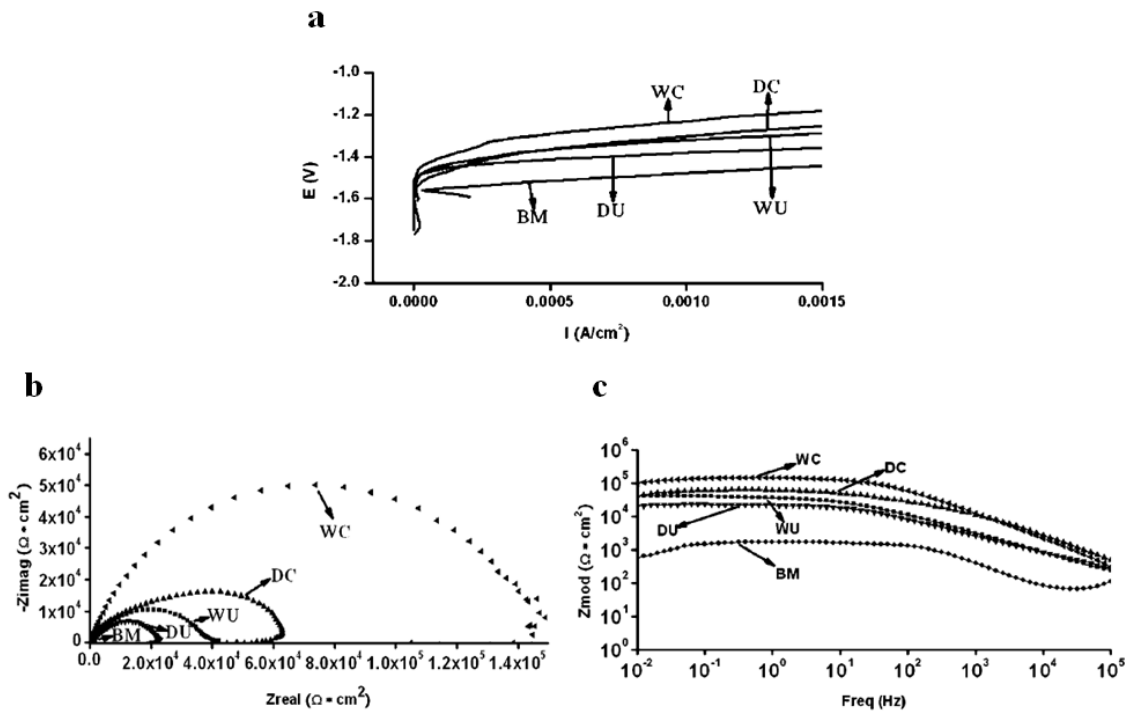 a
-1.0
-1.2
-1.4
-1.6
-1.8
-2.0
E (V)
WC
DC
BM
DU
WU
0.0000
0.0005
0.0010
0.0015
I (A/cm²)
b
6x10⁴
5x10⁴
4x10⁴
3x10⁴
2x10⁴
1x10⁴
0
-Zimag (Ω•cm²)
WC
DC
WU
DU
BM
0.0
2.0x10⁴
4.0x10⁴
6.0x10⁴
8.0x10⁴
1.0x10⁵
1.2x10⁵
1.4x10⁵
Zreal (Ω•cm²)
c
10⁶
10⁵
10⁴
10³
10²
10¹
10⁰
Zmod (Ω•cm²)
WC
DC
DU
WU
BM
10⁻²
10⁻¹
10⁰
10¹
10²
10³
10⁴
10⁵
Freq (Hz)